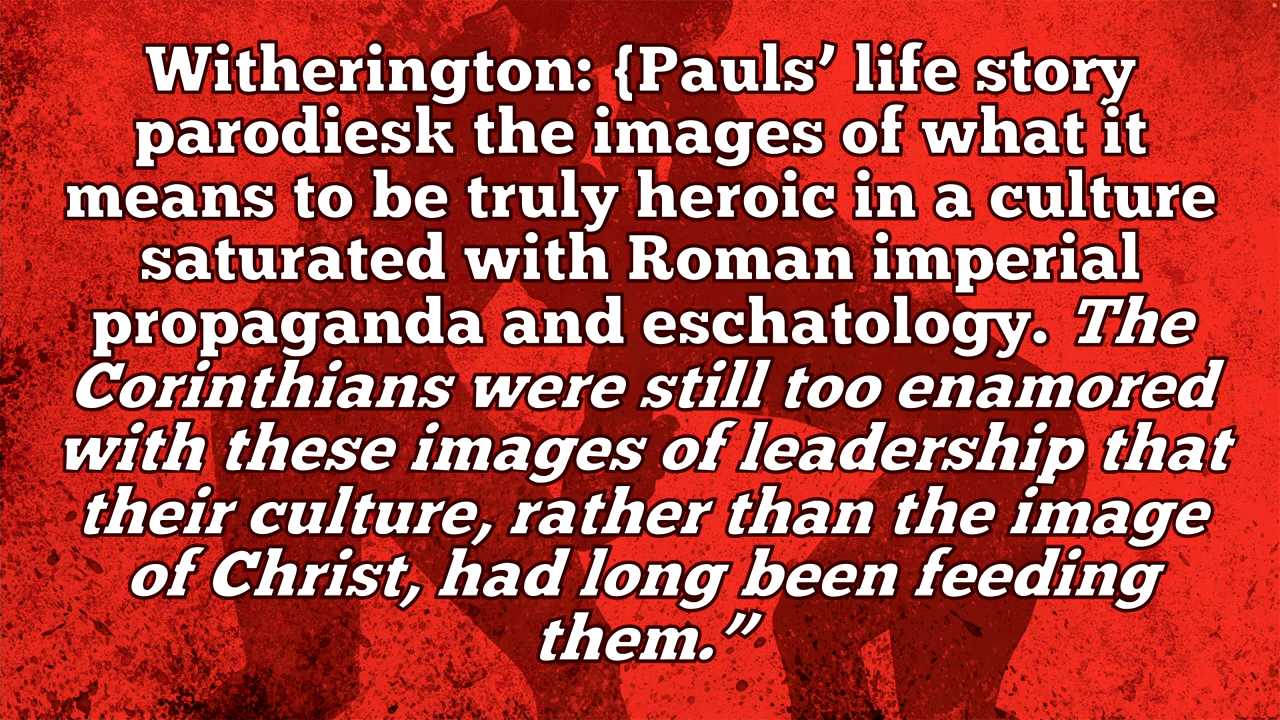 Witherington: {Pauls’ life story
parodiesk the images of what it
means to be truly heroic in a culture
saturated with Roman imperial
propaganda and eschatology. The
Corinthians were still too enamored
with these images of leadership that
their culture, rather than the image
of Christ, had long been feeding
them.”